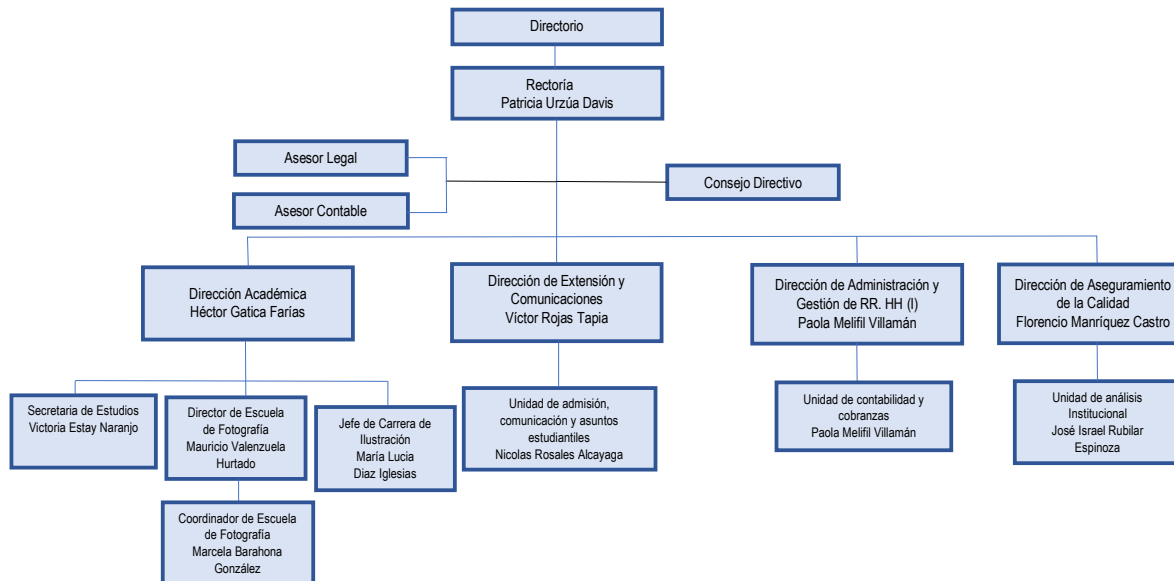 Directorio
Rectoría
Patricia Urzúa Davis
Asesor Legal
Consejo Directivo
Asesor Contable
Dirección Académica
Héctor Gatica Farías
Dirección de Extensión y
Comunicaciones
Víctor Rojas Tapia
Dirección de Administración y
Gestión de RR. HH (I)
Paola Melifil Villamán
Dirección de Aseguramiento
de la Calidad
Florencio Manríquez Castro
Secretaria de Estudios
Victoria Estay Naranjo
Director de Escuela
de Fotografía
Mauricio Valenzuela
Hurtado
Jefe de Carrera de
Ilustración
María Lucia
Diaz Iglesias
Unidad de admisión,
comunicación y asuntos
estudiantiles
Nicolas Rosales Alcayaga
Unidad de contabilidad y
cobranzas
Paola Melifil Villamán
Unidad de análisis
Institucional
José Israel Rubilar
Espinoza
Coordinador de Escuela
de Fotografía
Marcela Barahona
González